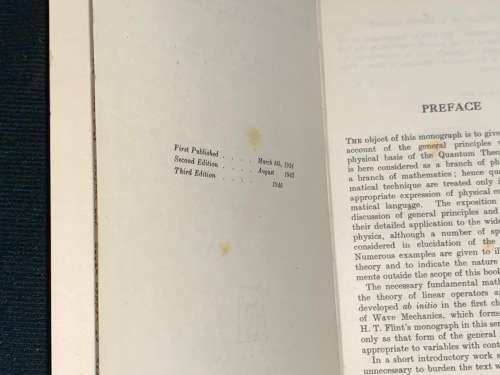 First Published . . . . March 8th, 1934
Second Edition . . . . August 1942
Third Edition . . . . 1946
PREFACE
THE object of this monograph is to give
account of the general principles
physical basis of the Quantum Theo
is here considered as a branch of ph
a branch of mathematics; hence qu
matical technique are treated only i
appropriate expression of physical co
matical language. The exposition
discussion of general principles and
their detailed application to the wide
physics, although a number of sp
considered in elucidation of the
Numerous examples are given to ill
theory and to indicate the nature
ments outside the scope of this book
The necessary fundamental math
the theory of linear operators a
developed ab initio in the first c
of Wave Mechanics, which form
H. T. Flint's monograph in this se
only as that form of the general
appropriate to variables with cont
In a short introductory work
unnecessary to burden the text w